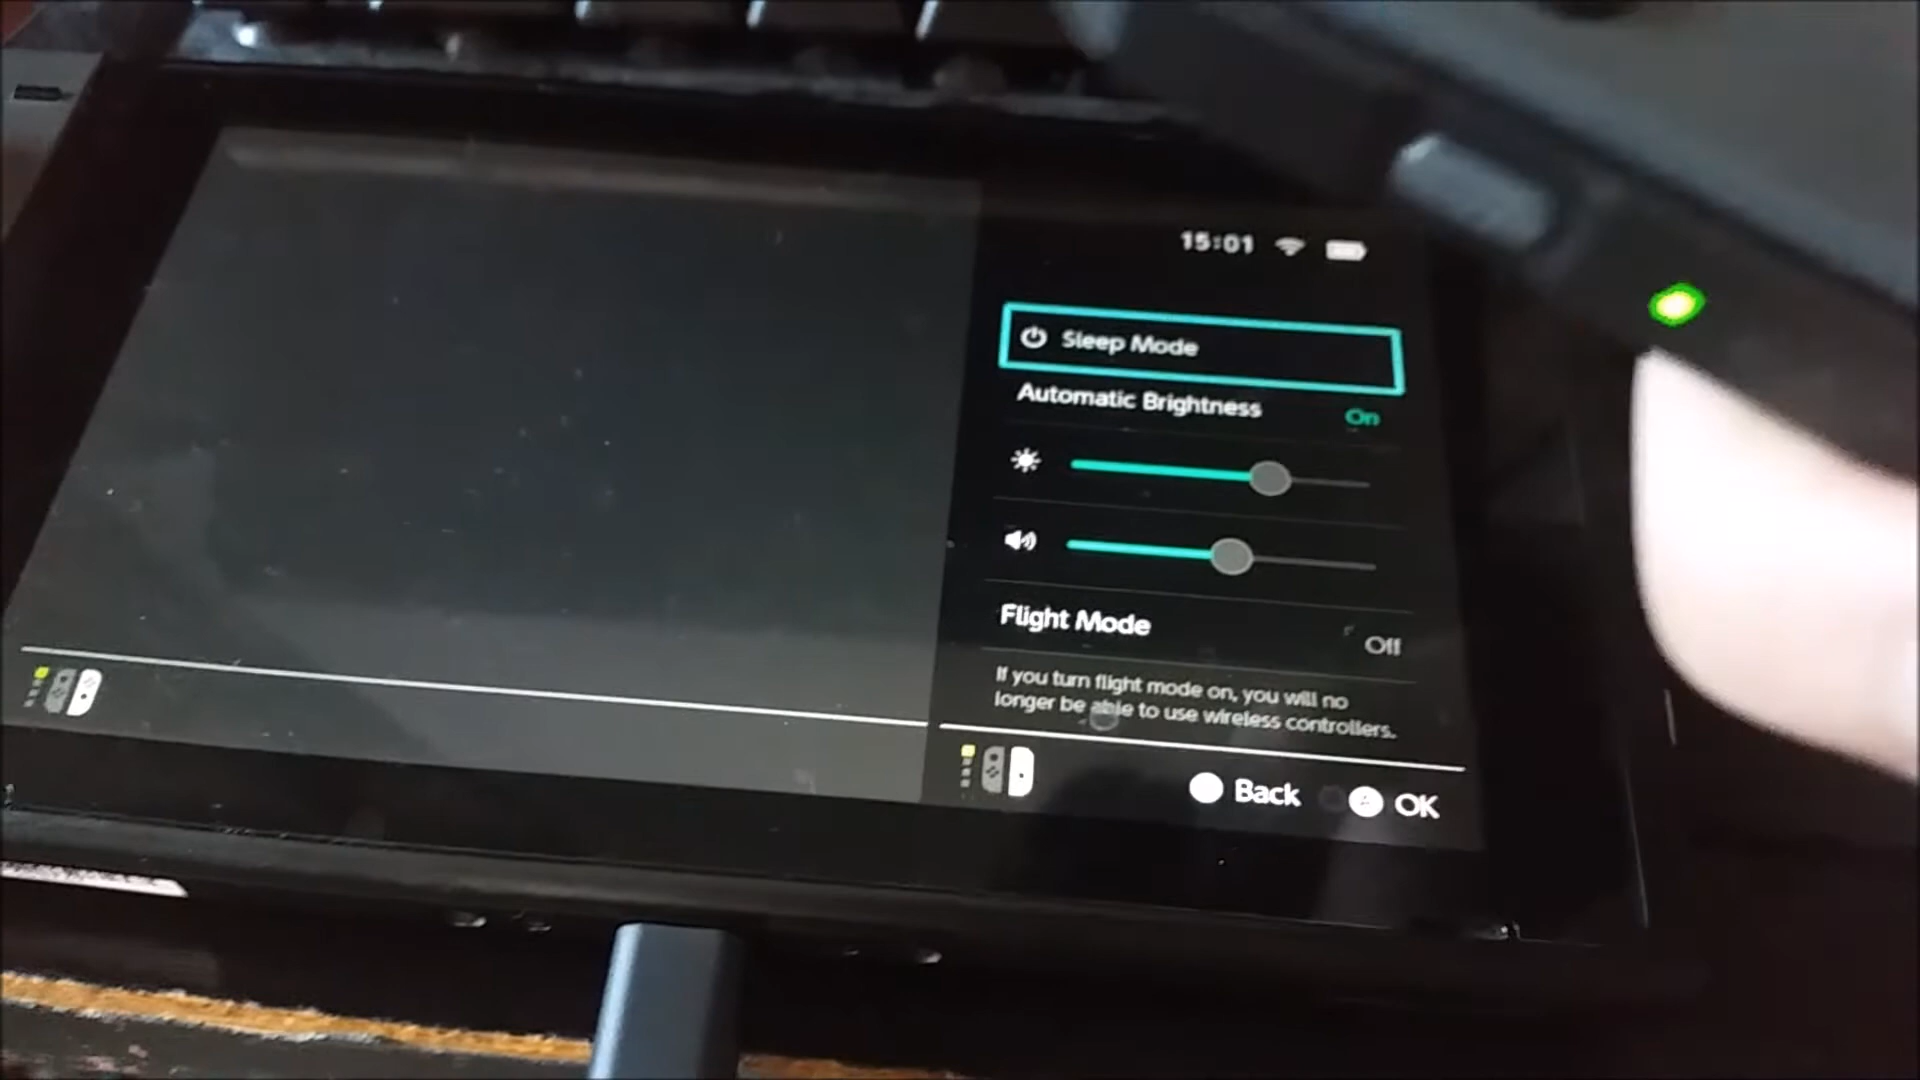 15:01
Sleep Mode
Automatic Brightness On
Flight Mode Off
If you turn flight mode on, you will no
longer be able to use wireless controllers.
Back OK